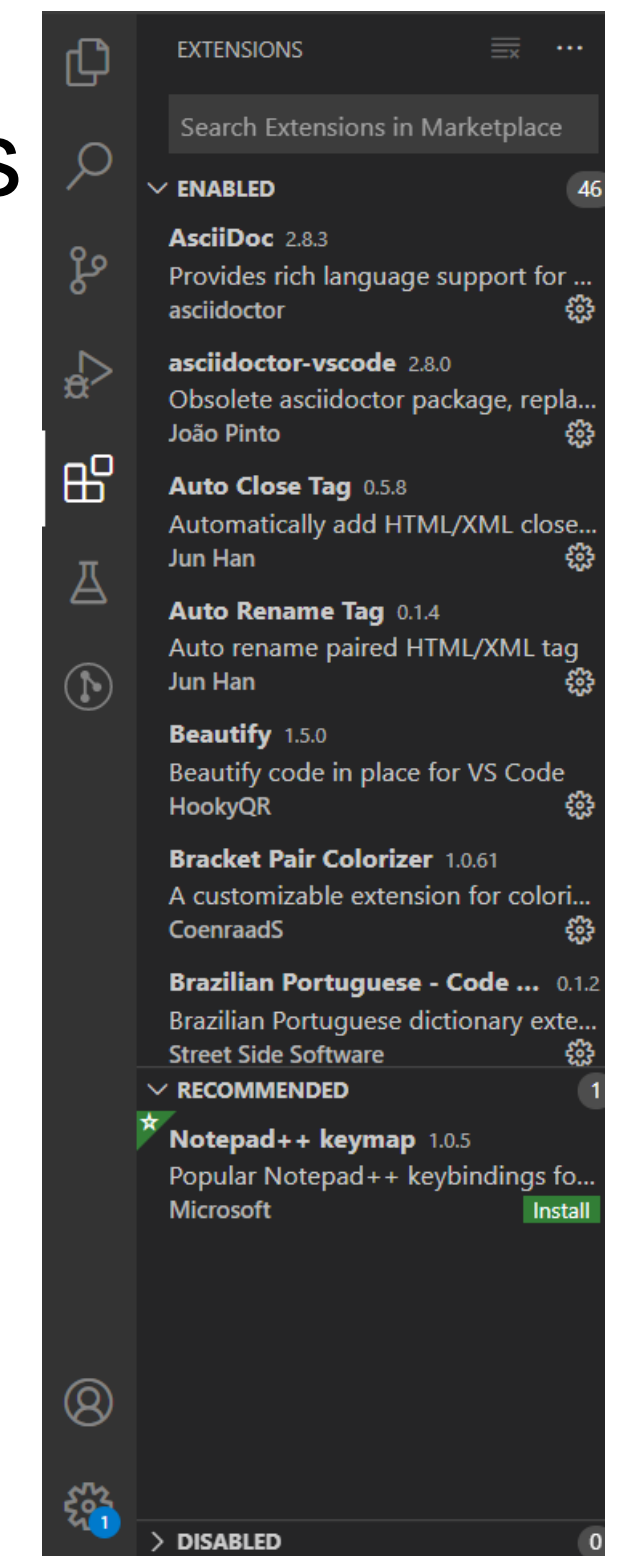 s
EXTENSIONS
Search Extensions in Marketplace
ENABLED 46
AsciiDoc 2.8.3
Provides rich language support for ...
asciidoctor
asciidoctor-vscode 2.8.0
Obsolete asciidoctor package, repla...
João Pinto
Auto Close Tag 0.5.8
Automatically add HTML/XML close...
Jun Han
Auto Rename Tag 0.1.4
Auto rename paired HTML/XML tag
Jun Han
Beautify 1.5.0
Beautify code in place for VS Code
HookyQR
Bracket Pair Colorizer 1.0.61
A customizable extension for colori...
CoenraadS
Brazilian Portuguese - Code ... 0.1.2
Brazilian Portuguese dictionary exte...
Street Side Software
RECOMMENDED 1
Notepad++ keymap 1.0.5
Popular Notepad++ keybindings fo...
Microsoft Install
1
DISABLED 0